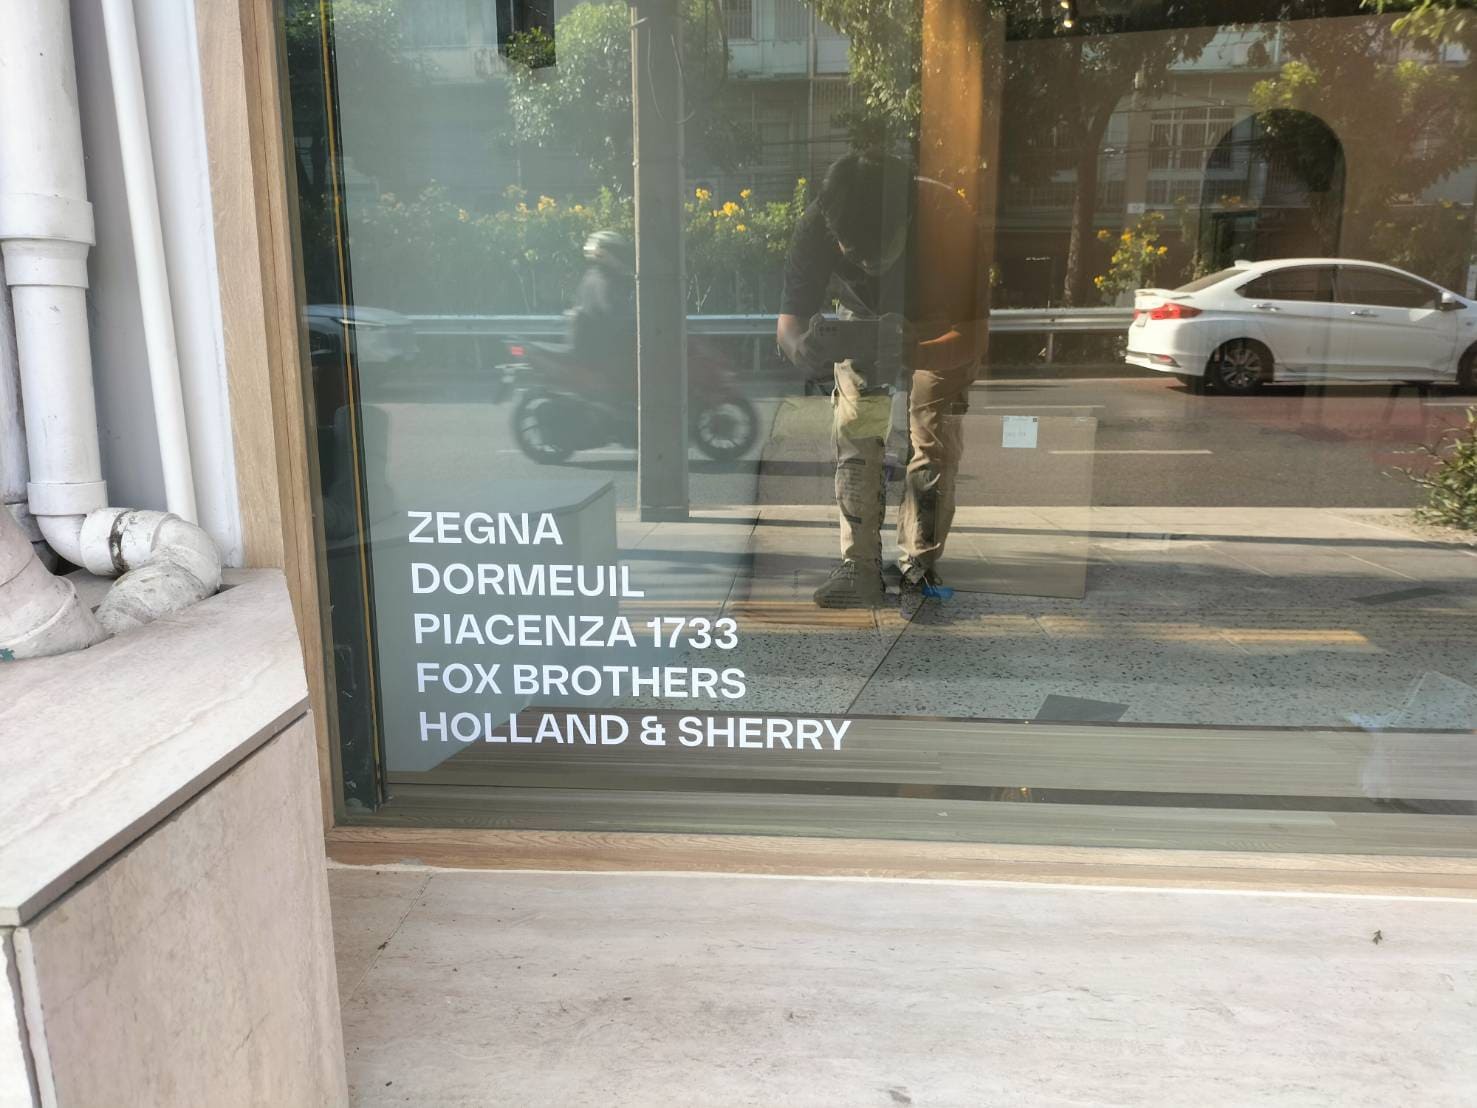 ZEGNA
DORMEUIL
PIACENZA 1733
FOX BROTHERS
HOLLAND & SHERRY